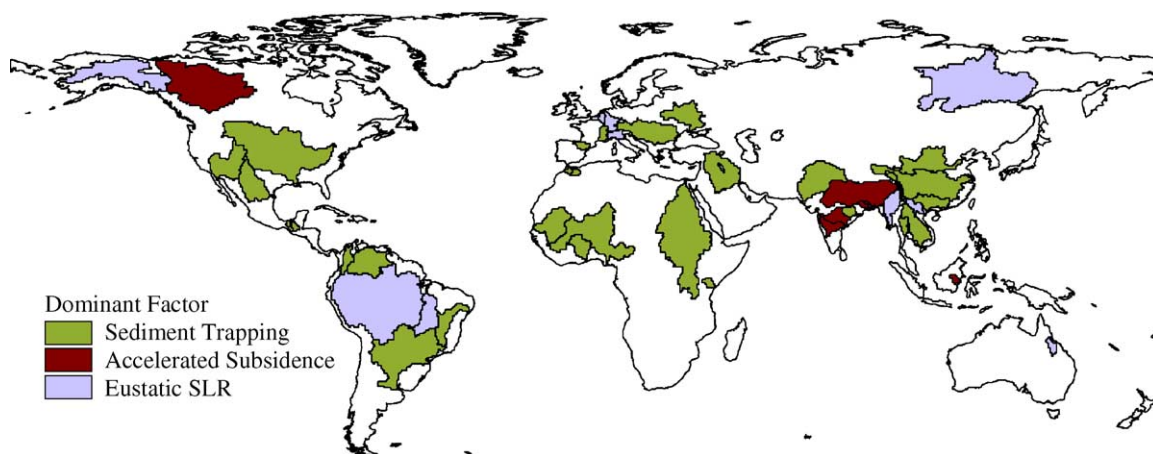 Dominant Factor
Sediment Trapping
Accelerated Subsidence
Eustatic SLR